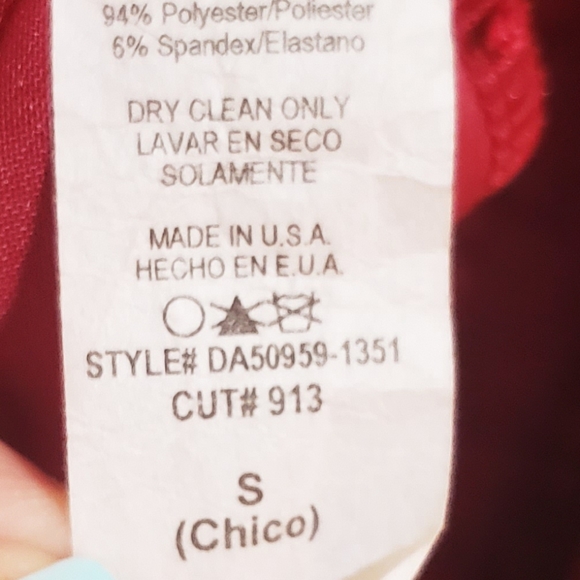 94% Polyester/Poliester
6% Spandex/Elastano
DRY CLEAN ONLY
LAVAR EN SECO
SOLAMENTE
MADE IN U.S.A.
HECHO EN E.U.A.
STYLE# DA50959-1351
CUT# 913
S
(Chico)